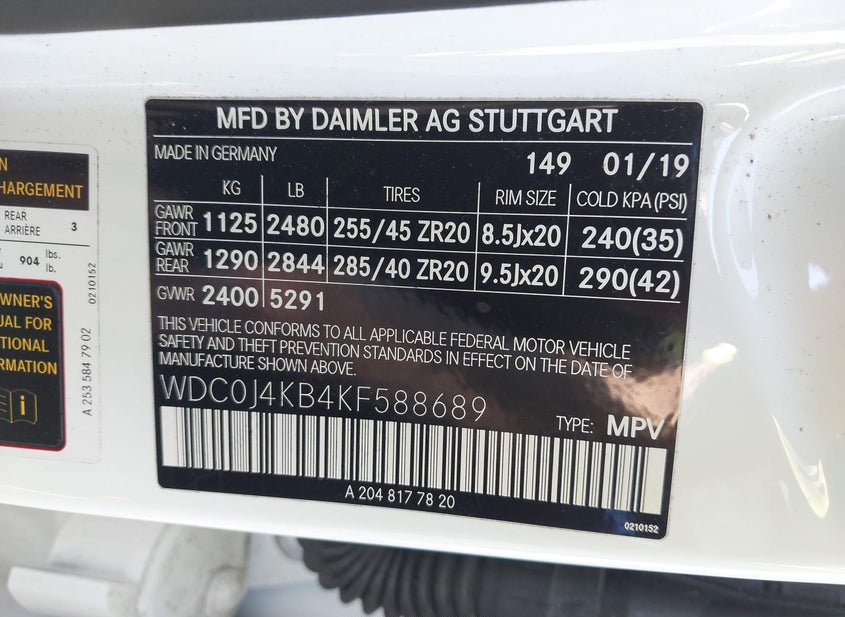 MFD BY DAIMLER AG STUTTGART
MADE IN GERMANY 149 01/19
KG LB TIRES RIM SIZE COLD KPA(PSI)
GAWR FRONT 1125 2480 255/45 ZR20 8.5Jx20 240(35)
GAWR REAR 1290 2844 285/40 ZR20 9.5Jx20 290(42)
GVWR 2400 5291
THIS VEHICLE CONFORMS TO ALL APPLICABLE FEDERAL MOTOR VEHICLE
SAFETY AND THEFT PREVENTION STANDARDS IN EFFECT ON THE DATE OF
MANUFACTURE SHOWN ABOVE.
WDC0J4KB4KF588689
TYPE: MPV
A 204 817 78 20
0210152
HARGEMENT
REAR
ARRIÈRE 3
904 lbs.
lb.
0210152
WNER'S
UAL FOR
TIONAL
RMATION
i
A 253 584 79 02